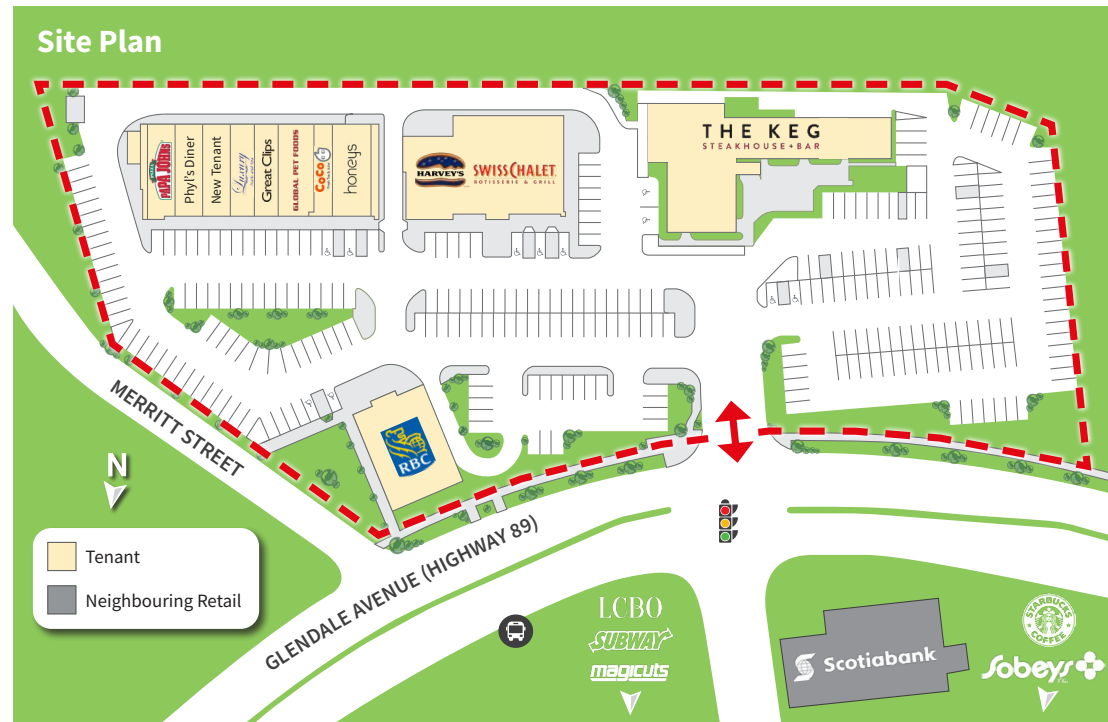 Site Plan
PAPA JOHNS
Phyl's Diner
New Tenant
Luxury
Great Clips
GLOBAL PET FOODS
CoCo
honeys
HARVEY'S
SWISS CHALET
ROTISSERIE & GRILL
THE KEG
STEAKHOUSE + BAR
RBC
MERRITT STREET
N
Tenant
Neighbouring Retail
GLENDALE AVENUE (HIGHWAY 89)
LCBO
SUBWAY
magicuts
Scotiabank
STARBUCKS
COFFEE
Sobeys